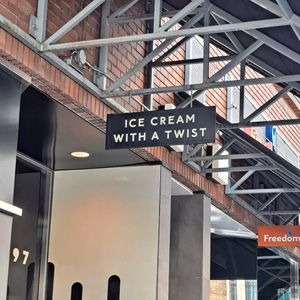 ICE CREAM
WITH A TWIST
Freedom
97